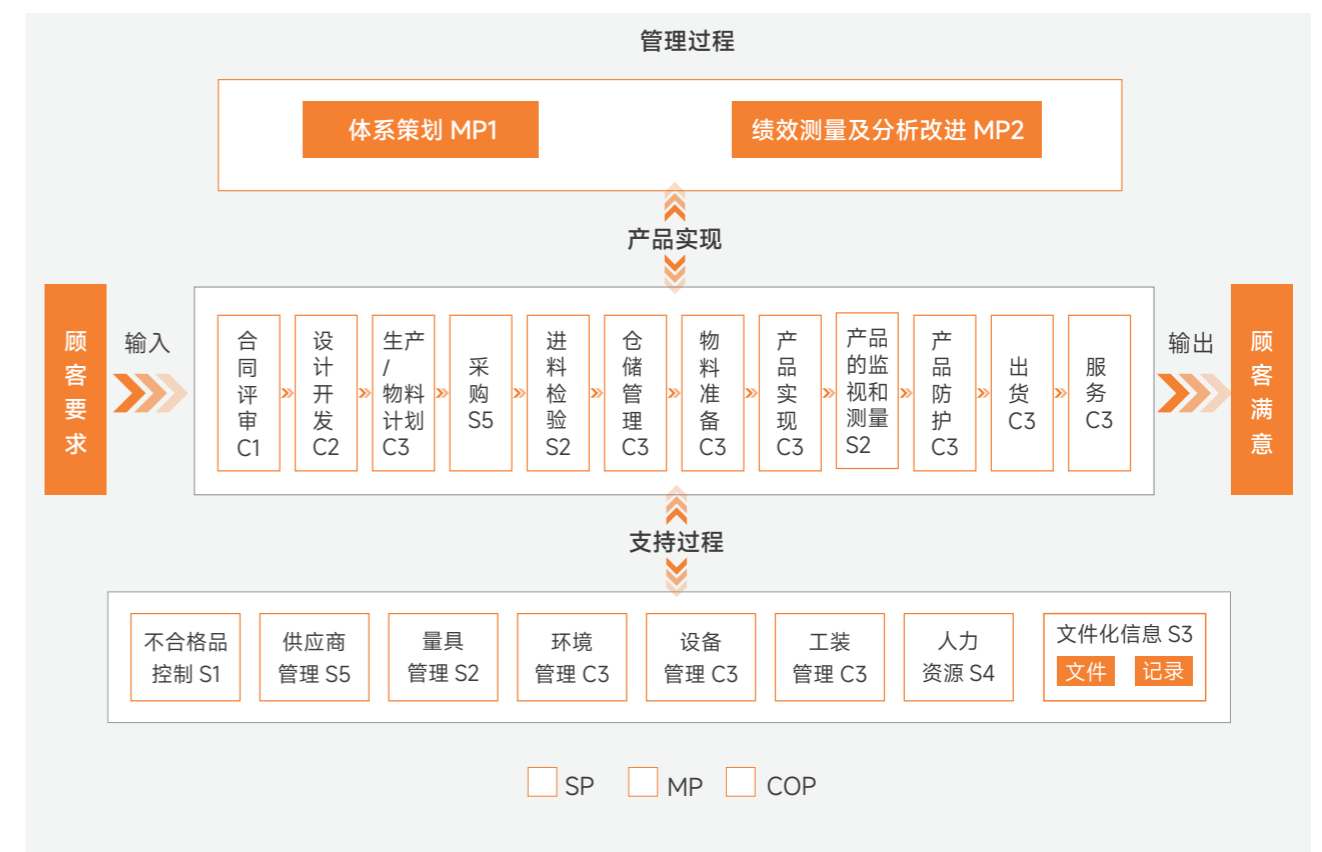 管理过程
体系策划 MP1
绩效测量及分析改进 MP2
产品实现
顾
客
要
求
输入
合
同
评
审
C1
设
计
开
发
C2
生产
/
物料
计划
C3
采
购
S5
进
料
检
验
S2
仓
储
管
理
C3
物
料
准
备
C3
产
品
实
现
C3
产品
的监
视和
测量
S2
产
品
防
护
C3
出
货
C3
服
务
C3
输出
顾
客
满
意
支持过程
不合格品
控制 S1
供应商
管理 S5
量具
管理 S2
环境
管理 C3
设备
管理 C3
工装
管理 C3
人力
资源 S4
文件化信息 S3
文件
记录
SP
MP
COP